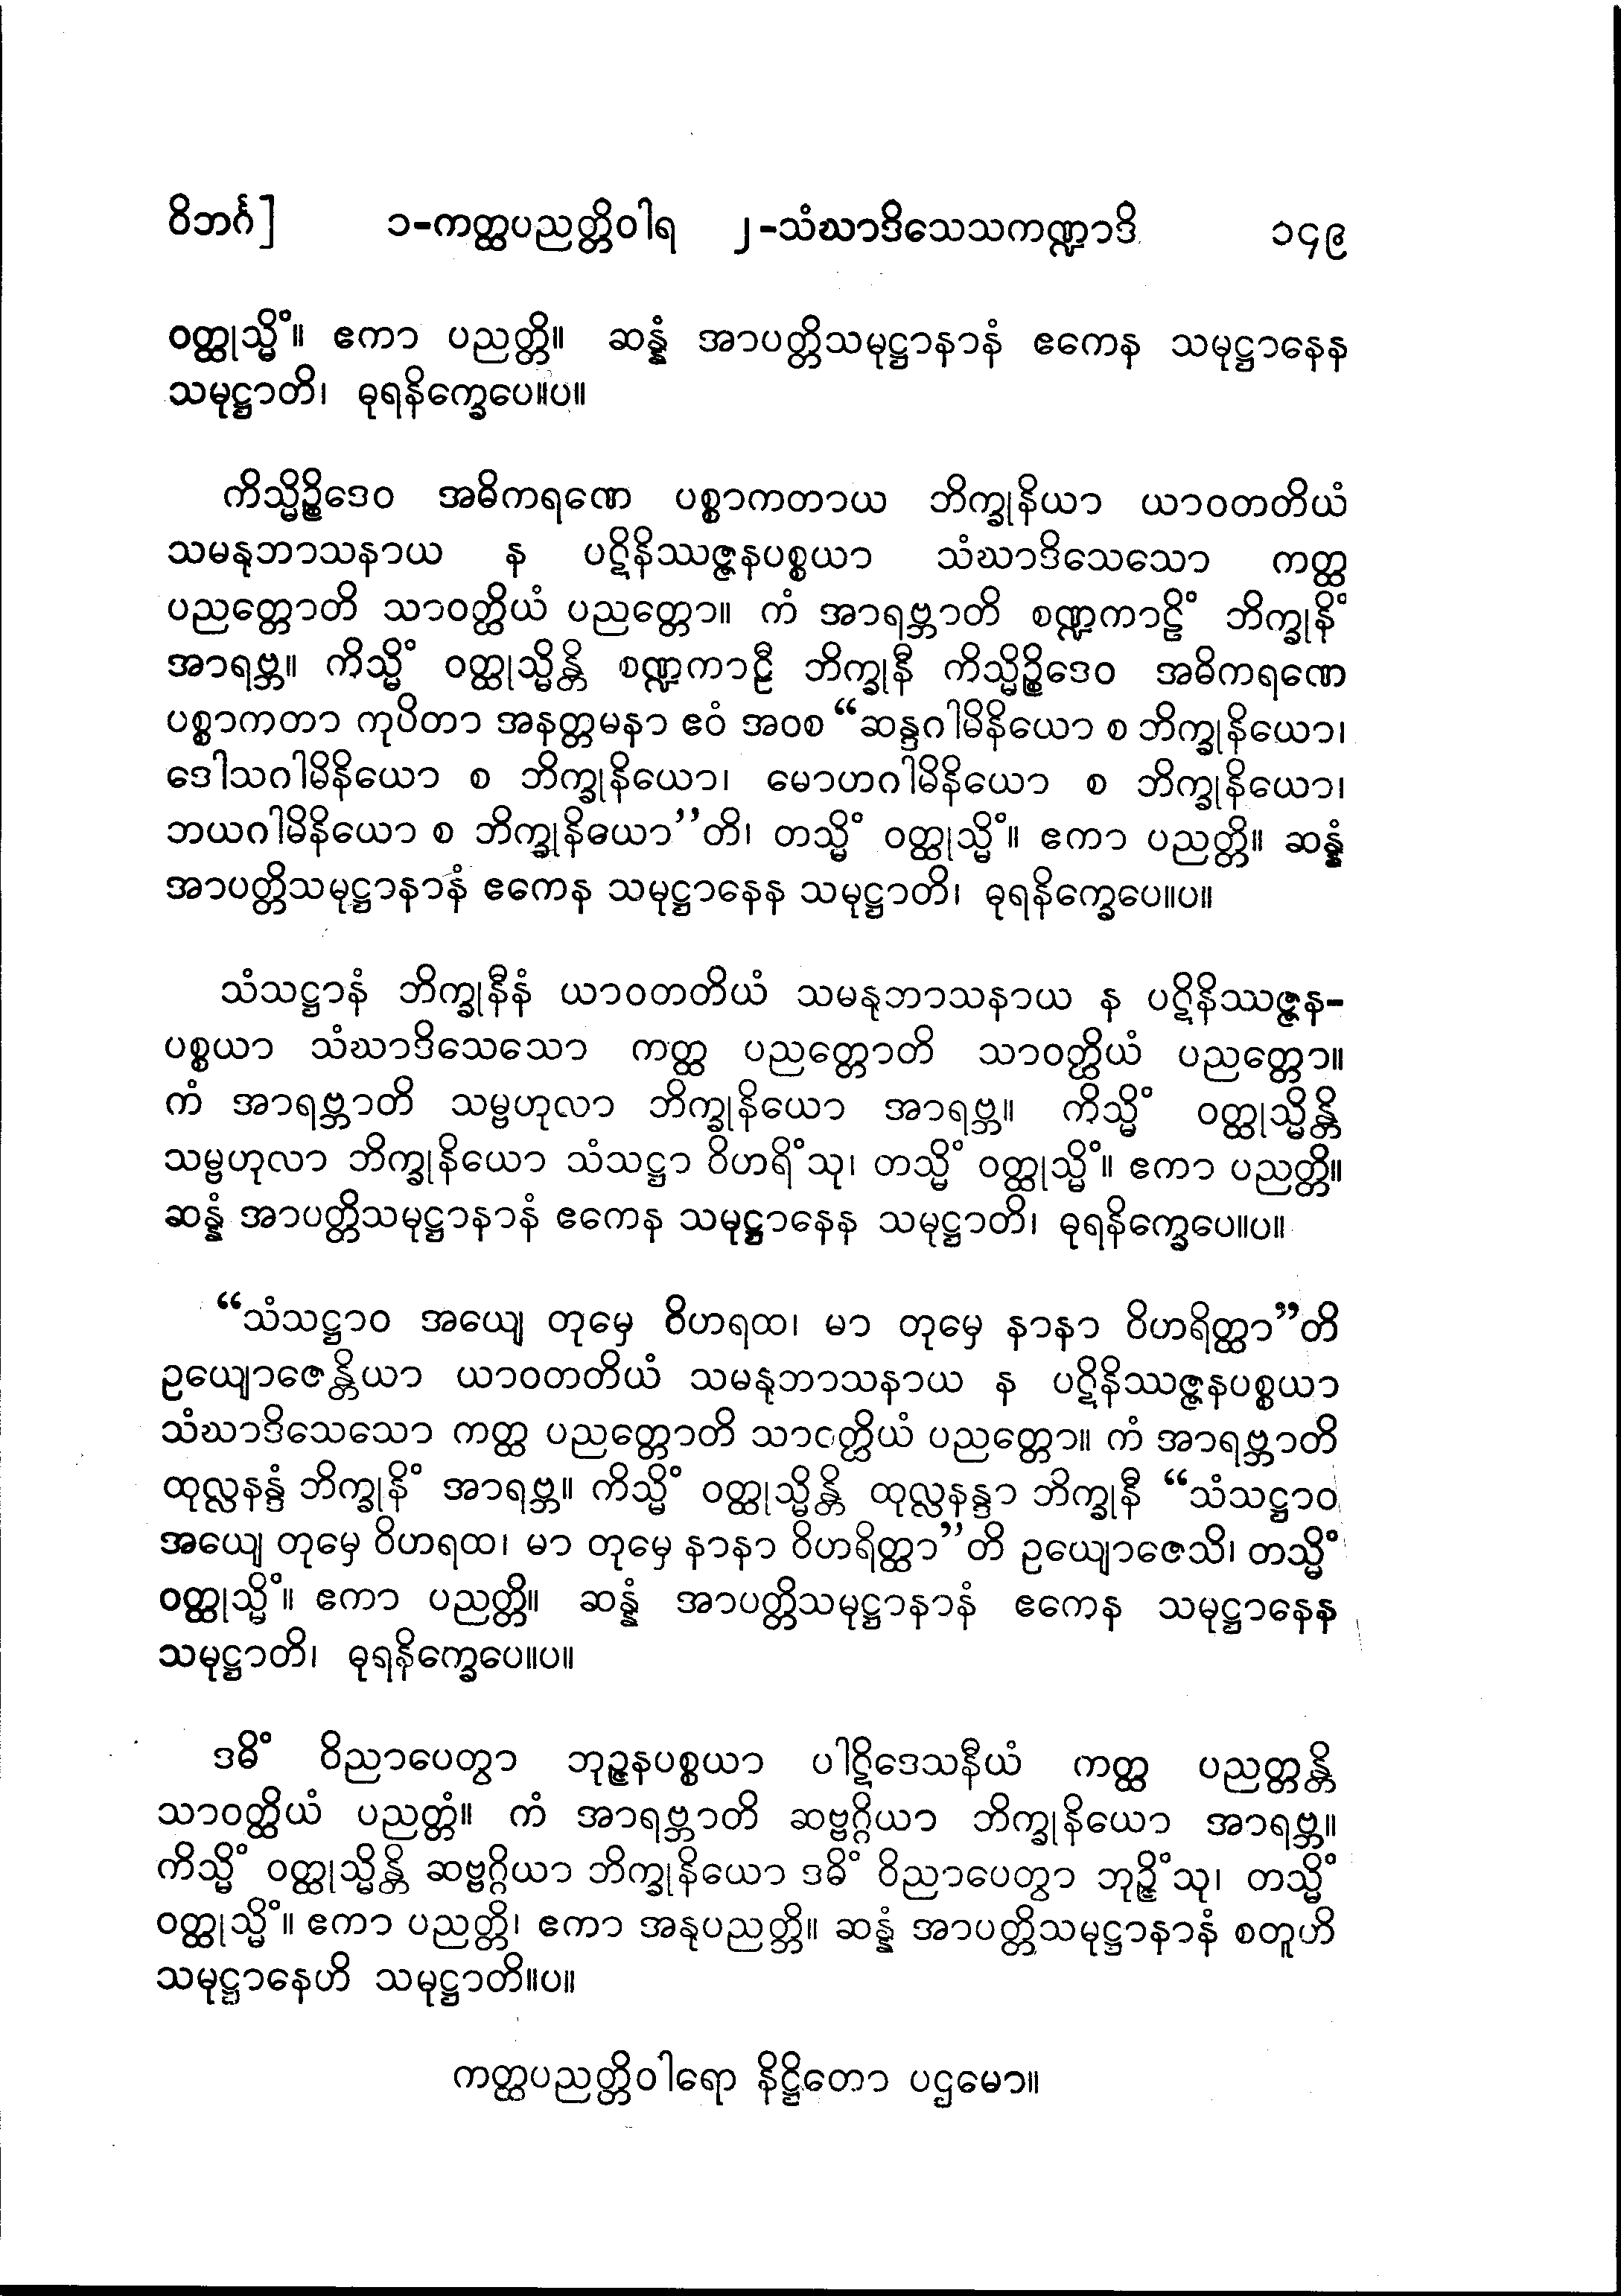 ဝိဘင်္ဂ] ၁-ကတ္ထပညတ္တိဝါရ ၂-သံဃာဒိသေသကဏ္ဍာဒိ ၁၄၉
ဝတ္ထုသ္မိံ။ ဧကာ ပညတ္တိ။ ဆန္နံ အာပတ္တိသမုဋ္ဌာနာနံ ဧကေန သမုဋ္ဌာနေန
သမုဋ္ဌာတိ၊ ဓုရနိက္ခေပေ။ပ။
ကိသ္မိဉ္စိဒေဝ အဓိကရဏေ ပစ္စာကတာယ ဘိက္ခုနိယာ ယာဝတတိယံ
သမနုဘာသနာယ န ပဋိနိဿဇ္ဇနပစ္စယာ သံဃာဒိသေသော ကတ္ထ
ပညတ္တောတိ သာဝတ္ထိယံ ပညတ္တော။ ကံ အာရဗ္ဘာတိ စဏ္ဍကာဠိံ ဘိက္ခုနိံ
အာရဗ္ဘ။ ကိသ္မိံ ဝတ္ထုသ္မိန္တိ စဏ္ဍကာဠီ ဘိက္ခုနီ ကိသ္မိဉ္စိဒေဝ အဓိကရဏေ
ပစ္စာကတာ ကုပိတာ အနတ္တမနာ ဧဝံ အဝစ “ဆန္ဒဂါမိနိယော စ ဘိက္ခုနိယော၊
ဒေါသဂါမိနိယော စ ဘိက္ခုနိယော၊ မောဟဂါမိနိယော စ ဘိက္ခုနိယော၊
ဘယဂါမိနိယော စ ဘိက္ခုနိယော”တိ၊ တသ္မိံ ဝတ္ထုသ္မိံ။ ဧကာ ပညတ္တိ။ ဆန္နံ
အာပတ္တိသမုဋ္ဌာနာနံ ဧကေန သမုဋ္ဌာနေန သမုဋ္ဌာတိ၊ ဓုရနိက္ခေပေ။ပ။
သံသဋ္ဌာနံ ဘိက္ခုနီနံ ယာဝတတိယံ သမနုဘာသနာယ န ပဋိနိဿဇ္ဇန-
ပစ္စယာ သံဃာဒိသေသော ကတ္ထ ပညတ္တောတိ သာဝတ္ထိယံ ပညတ္တော။
ကံ အာရဗ္ဘာတိ သမ္ဗဟုလာ ဘိက္ခုနိယော အာရဗ္ဘ။ ကိသ္မိံ ဝတ္ထုသ္မိန္တိ
သမ္ဗဟုလာ ဘိက္ခုနိယော သံသဋ္ဌာ ဝိဟရိံသု၊ တသ္မိံ ဝတ္ထုသ္မိံ။ ဧကာ ပညတ္တိ။
ဆန္နံ အာပတ္တိသမုဋ္ဌာနာနံ ဧကေန သမုဋ္ဌာနေန သမုဋ္ဌာတိ၊ ဓုရနိက္ခေပေ။ပ။
“သံသဋ္ဌာဝ အယျေ တုမှေ ဝိဟရထ၊ မာ တုမှေ နာနာ ဝိဟရိတ္ထာ”တိ
ဥယျောဇေန္တိယာ ယာဝတတိယံ သမနုဘာသနာယ န ပဋိနိဿဇ္ဇနပစ္စယာ
သံဃာဒိသေသော ကတ္ထ ပညတ္တောတိ သာဝတ္ထိယံ ပညတ္တော။ ကံ အာရဗ္ဘာတိ
ထုလ္လနန္ဒံ ဘိက္ခုနိံ အာရဗ္ဘ။ ကိသ္မိံ ဝတ္ထုသ္မိန္တိ ထုလ္လနန္ဒာ ဘိက္ခုနီ “သံသဋ္ဌာဝ
အယျေ တုမှေ ဝိဟရထ၊ မာ တုမှေ နာနာ ဝိဟရိတ္ထာ”တိ ဥယျောဇေသိ၊ တသ္မိံ
ဝတ္ထုသ္မိံ။ ဧကာ ပညတ္တိ။ ဆန္နံ အာပတ္တိသမုဋ္ဌာနာနံ ဧကေန သမုဋ္ဌာနေန
သမုဋ္ဌာတိ၊ ဓုရနိက္ခေပေ။ပ။
ဒဓိံ ဝိညာပေတွာ ဘုဉ္ဇနပစ္စယာ ပါဋိဒေသနီယံ ကတ္ထ ပညတ္တန္တိ
သာဝတ္ထိယံ ပညတ္တံ။ ကံ အာရဗ္ဘာတိ ဆဗ္ဗဂ္ဂိယာ ဘိက္ခုနိယော အာရဗ္ဘ။
ကိသ္မိံ ဝတ္ထုသ္မိန္တိ ဆဗ္ဗဂ္ဂိယာ ဘိက္ခုနိယော ဒဓိံ ဝိညာပေတွာ ဘုဉ္ဇိံသု၊ တသ္မိံ
ဝတ္ထုသ္မိံ။ ဧကာ ပညတ္တိ၊ ဧကာ အနုပညတ္တိ။ ဆန္နံ အာပတ္တိသမုဋ္ဌာနာနံ စတူဟိ
သမုဋ္ဌာနေဟိ သမုဋ္ဌာတိ။ပ။
ကတ္ထပညတ္တိဝါရော နိဋ္ဌိတော ပဌမော။